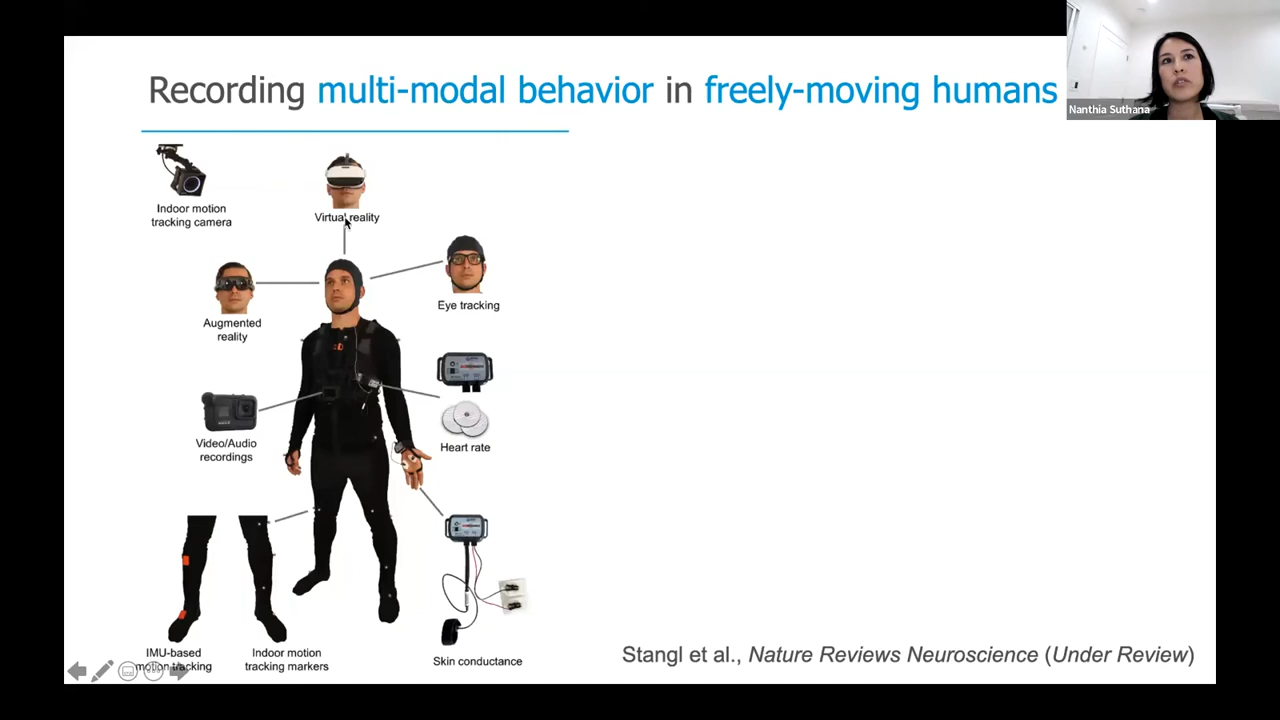 Recording multi-modal behavior in freely-moving humans
Nanthia Suthana
Indoor motion
tracking camera
Virtual reality
Augmented
reality
Eye tracking
Video/Audio
recordings
Heart rate
IMU-based
motion tracking
Indoor motion
tracking markers
Skin conductance
Stangl et al., Nature Reviews Neuroscience (Under Review)